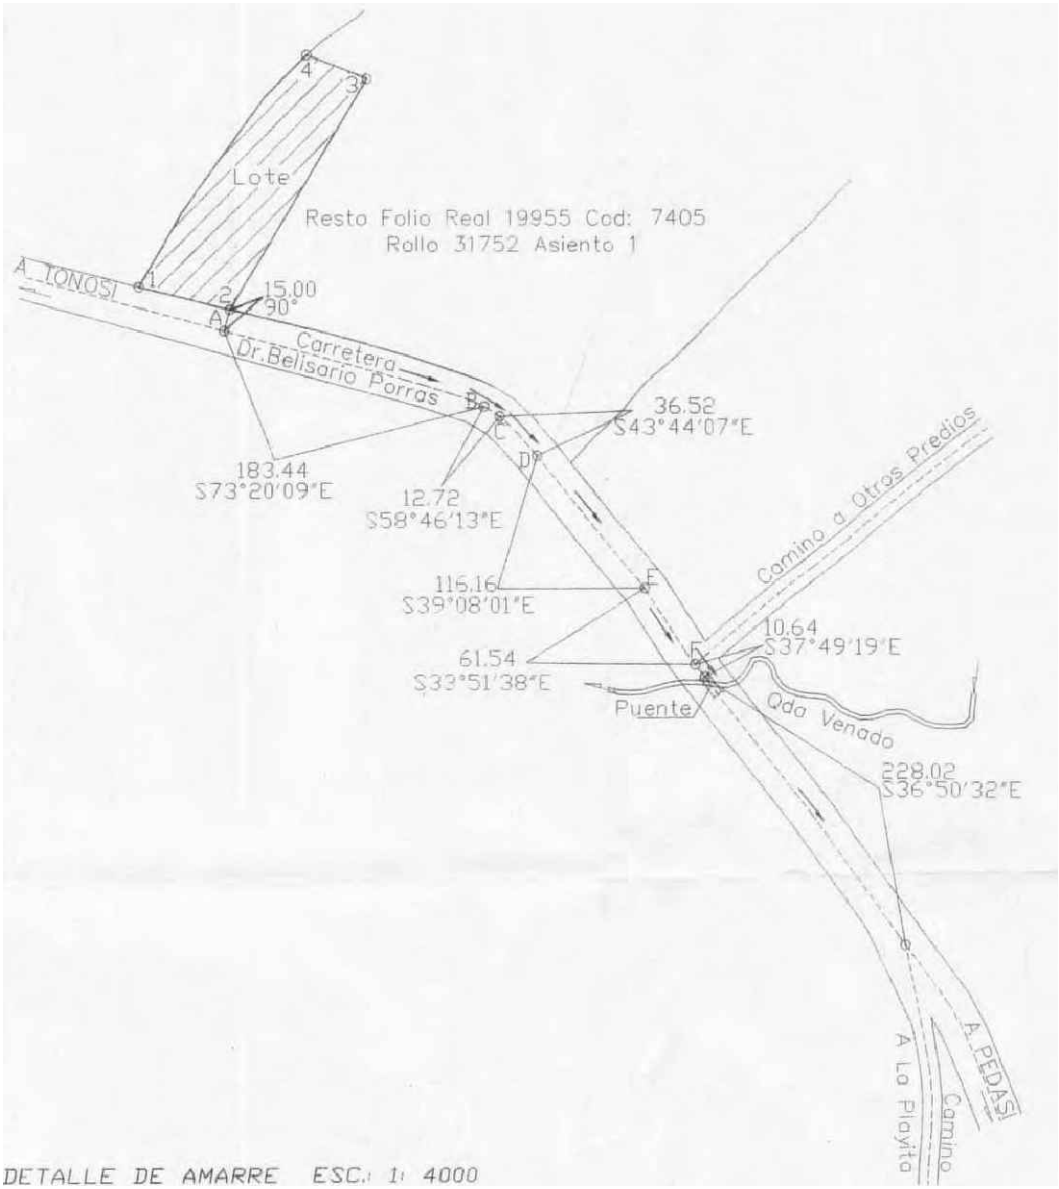 4
3
Lote
Resto Folio Real 19955 Cod: 7405
Rollo 31752 Asiento 1
A TONOSI
1
2
15.00
90°
A
Carretera
Dr. Belisario Porras
B
C
D
36.52
S43°44'07"E
183.44
S73°20'09"E
12.72
S58°46'13"E
Camino a Otros Predios
116.16
S39°08'01"E
E
10.64
S37°49'19"E
F
61.54
S33°51'38"E
Puente
Qda Venado
228.02
S36°50'32"E
A PEDASI
A La Playita
Camino
DETALLE DE AMARRE ESC.: 1: 4000